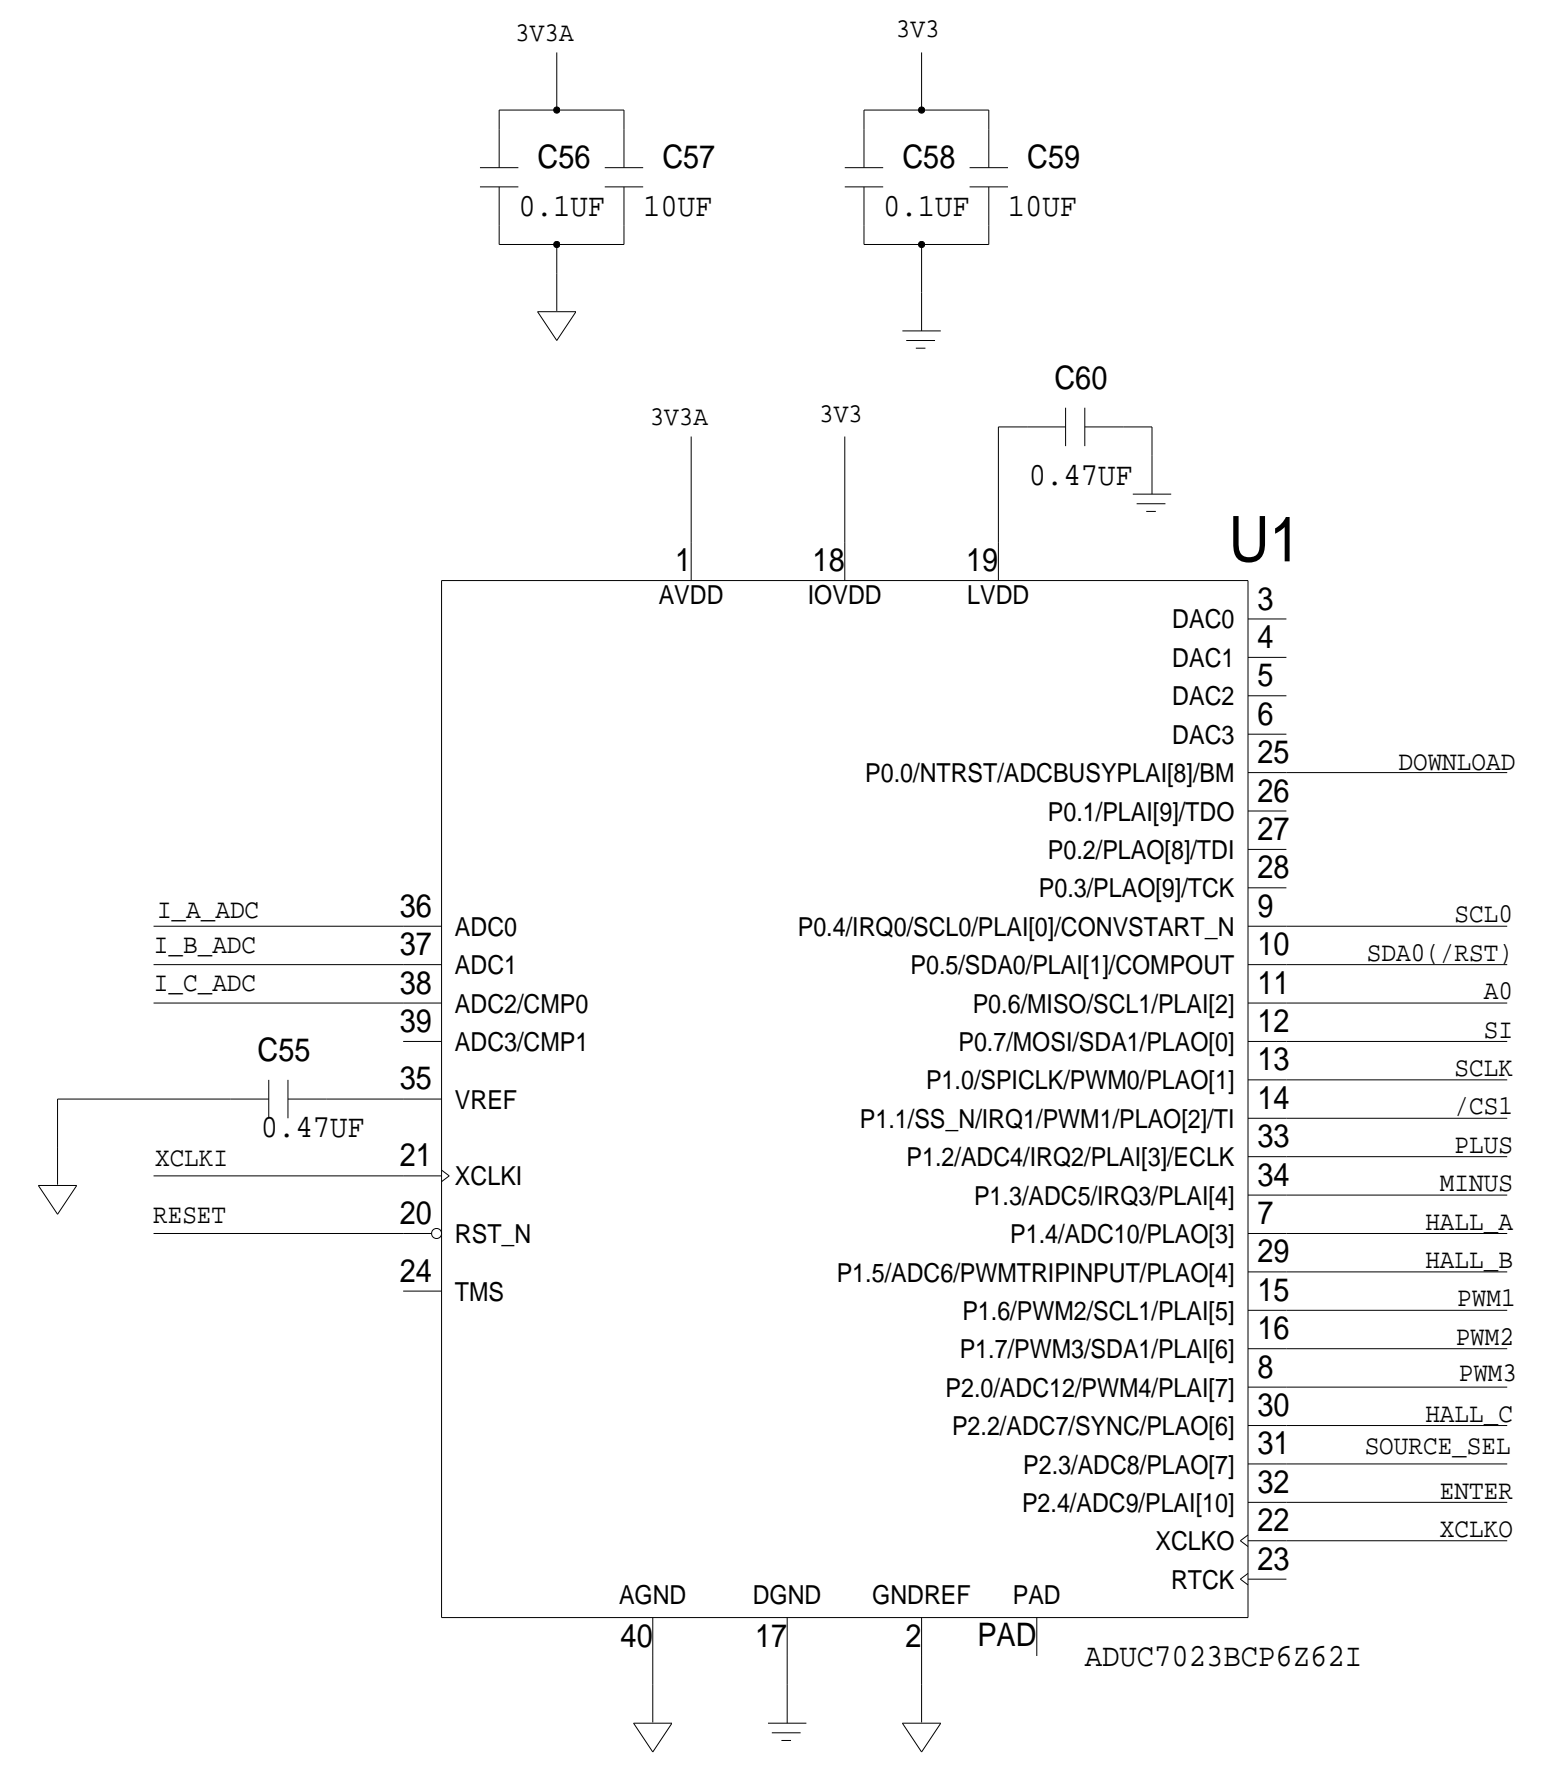 3V3A 3V3
C56 C57 C58 C59
0.1UF 10UF 0.1UF 10UF
C60
3V3A 3V3
0.47UF
U1
1 18 19
AVDD IOVDD LVDD
DAC0 3
DAC1 4
DAC2 5
DAC3 6
P0.0/NTRST/ADCBUSYPLAI[8]/BM 25 DOWNLOAD
P0.1/PLAI[9]/TDO 26
P0.2/PLAO[8]/TDI 27
P0.3/PLAO[9]/TCK 28
I_A_ADC 36 ADC0 P0.4/IRQ0/SCL0/PLAI[0]/CONVSTART_N 9 SCL0
I_B_ADC 37 ADC1 P0.5/SDA0/PLAI[1]/COMPOUT 10 SDA0(/RST)
I_C_ADC 38 ADC2/CMP0 P0.6/MISO/SCL1/PLAI[2] 11 A0
39 ADC3/CMP1 P0.7/MOSI/SDA1/PLAO[0] 12 SI
C55
35 VREF P1.0/SPICLK/PWM0/PLAO[1] 13 SCLK
0.47UF P1.1/SS_N/IRQ1/PWM1/PLAO[2]/TI 14 /CS1
XCLKI 21 XCLKI P1.2/ADC4/IRQ2/PLAI[3]/ECLK 33 PLUS
P1.3/ADC5/IRQ3/PLAI[4] 34 MINUS
RESET 20 RST_N P1.4/ADC10/PLAO[3] 7 HALL_A
24 TMS P1.5/ADC6/PWMTRIPINPUT/PLAO[4] 29 HALL_B
P1.6/PWM2/SCL1/PLAI[5] 15 PWM1
P1.7/PWM3/SDA1/PLAI[6] 16 PWM2
P2.0/ADC12/PWM4/PLAI[7] 8 PWM3
P2.2/ADC7/SYNC/PLAO[6] 30 HALL_C
P2.3/ADC8/PLAO[7] 31 SOURCE_SEL
P2.4/ADC9/PLAI[10] 32 ENTER
XCLKO 22 XCLKO
RTCK 23
AGND DGND GNDREF PAD
40 17 2 PAD
ADUC7023BCP6Z62I